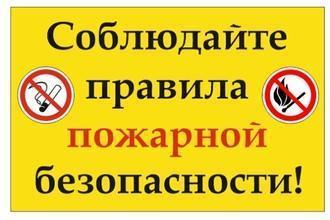 Соблюдайте
правила
пожарной
безопасности!